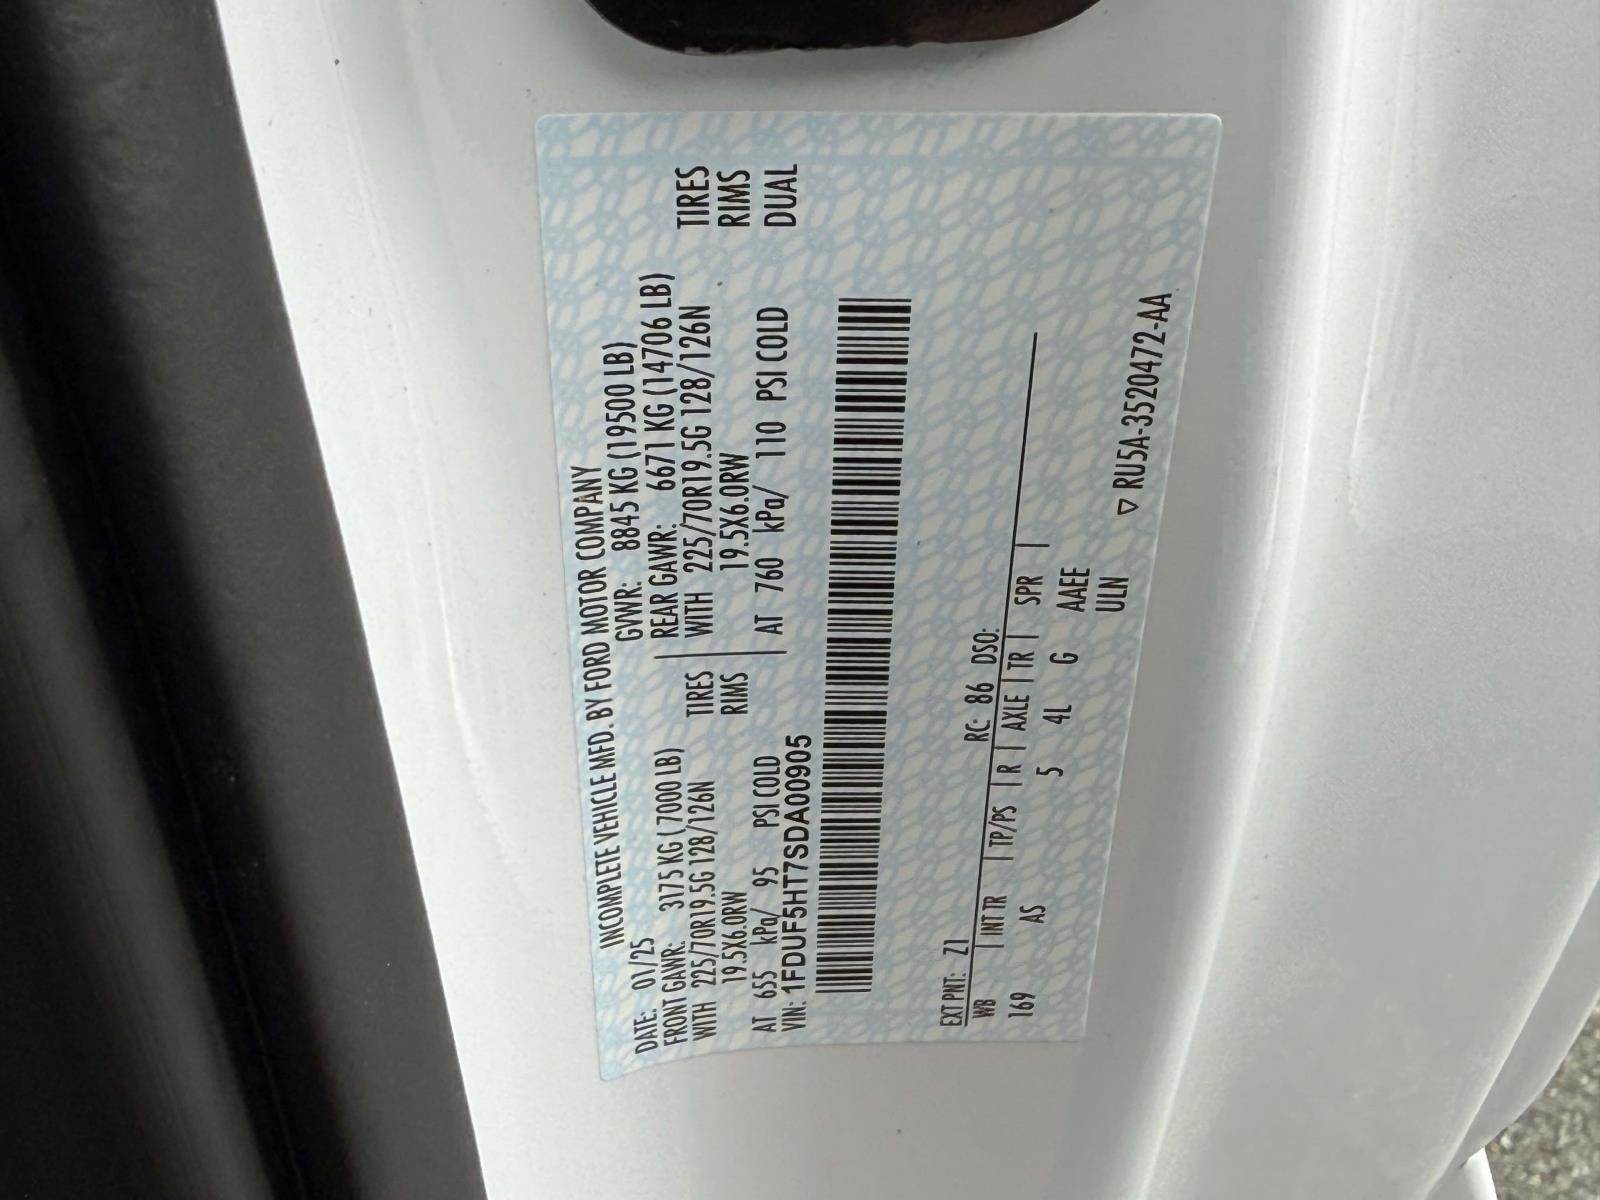 INCOMPLETE VEHICLE MFD. BY FORD MOTOR COMPANY
DATE: 01/25 GVWR: 8845 KG (19500 LB)
FRONT GAWR: 3175 KG ( 7000 LB) REAR GAWR: 6671 KG (14706 LB)
WITH 225/70R19.5G 128/126N TIRES WITH 225/70R19.5G 128/126N TIRES
19.5X6.0RW RIMS 19.5X6.0RW RIMS
AT 655 kPa/ 95 PSI COLD AT 760 kPa/ 110 PSI COLD DUAL
VIN: 1FDUF5HT7SDA00905
EXT PNT: Z1 RC: 86 DSO:
WB | INT TR | TP/PS | R | AXLE | TR | SPR |
169 AS 5 4L G AAEE
ULN
▽ RU5A-3520472-AA